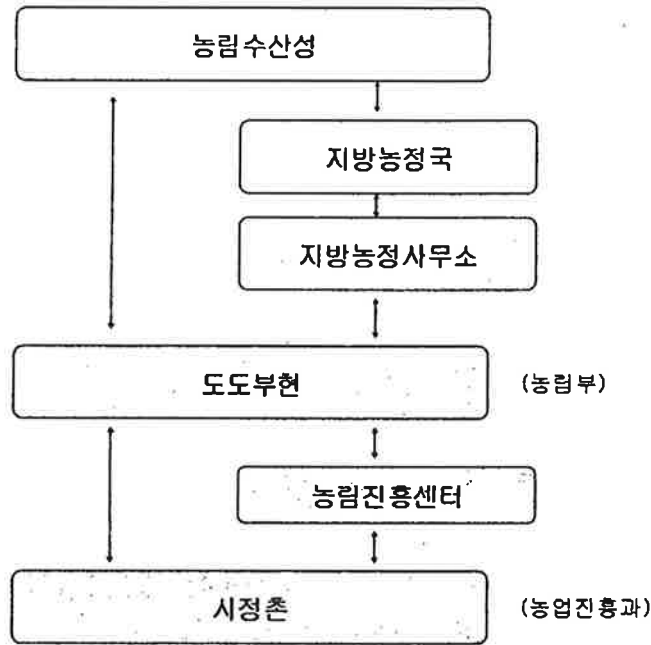 농림수산성
지방농정국
지방농정사무소
도도부현
(농림부)
농림진흥센터
시정촌
(농업진흥과)